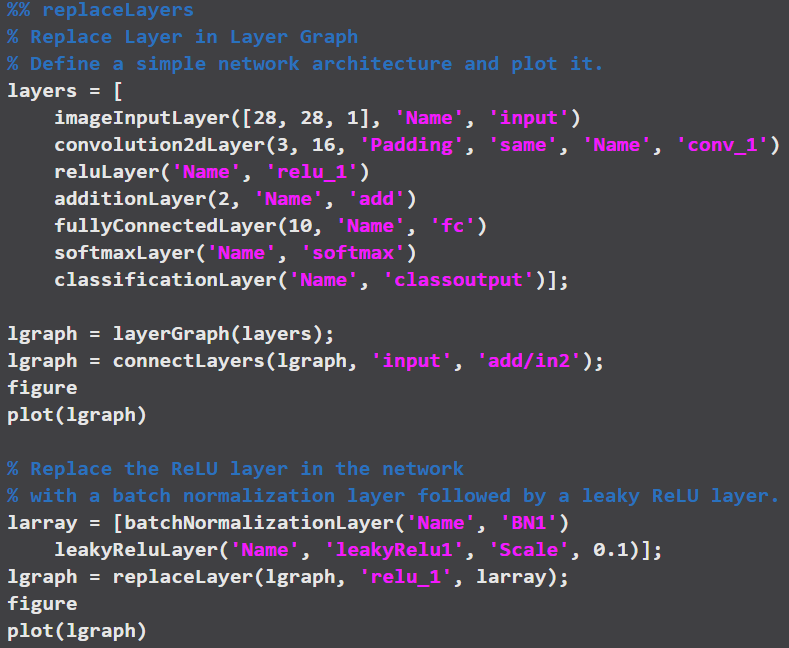 %% replaceLayers
% Replace Layer in Layer Graph
% Define a simple network architecture and plot it.
layers = [
    imageInputLayer([28, 28, 1], 'Name', 'input')
    convolution2dLayer(3, 16, 'Padding', 'same', 'Name', 'conv_1')
    reluLayer('Name', 'relu_1')
    additionLayer(2, 'Name', 'add')
    fullyConnectedLayer(10, 'Name', 'fc')
    softmaxLayer('Name', 'softmax')
    classificationLayer('Name', 'classoutput')];

lgraph = layerGraph(layers);
lgraph = connectLayers(lgraph, 'input', 'add/in2');
figure
plot(lgraph)

% Replace the ReLU layer in the network
% with a batch normalization layer followed by a leaky ReLU layer.
larray = [batchNormalizationLayer('Name', 'BN1')
    leakyReluLayer('Name', 'leakyRelu1', 'Scale', 0.1)];
lgraph = replaceLayer(lgraph, 'relu_1', larray);
figure
plot(lgraph)